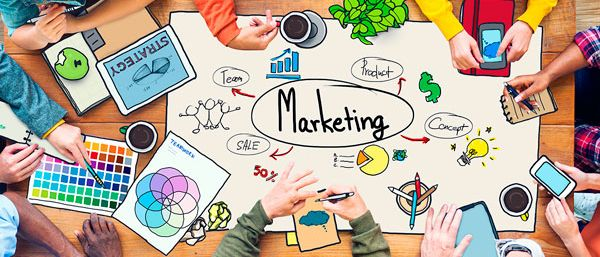 STRATEGY
Marketing
Product
Team
Concept
SALE
50%
TEAMWORK